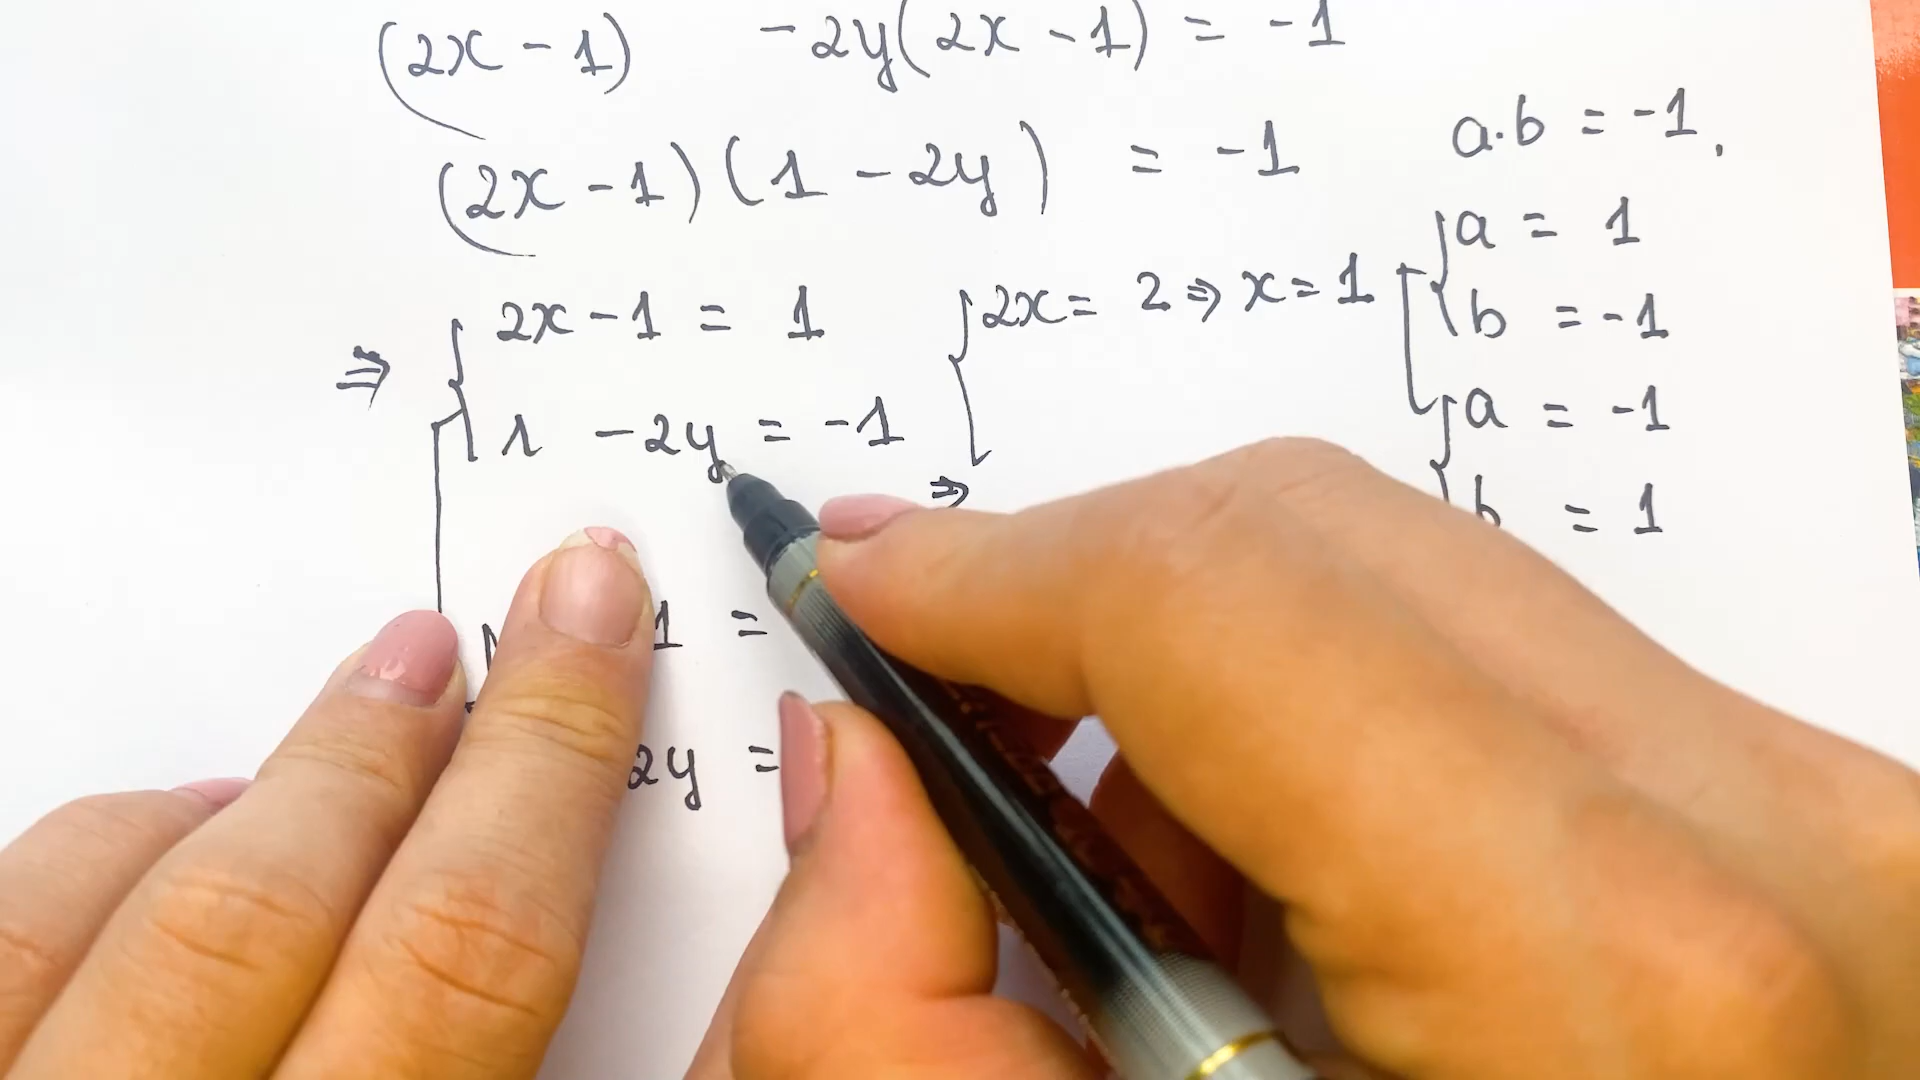 (2x - 1) - 2y(2x - 1) = -1
(2x - 1)(1 - 2y) = -1
⇒ 2x - 1 = 1
1 - 2y = -1
1 =
2y =
2x = 2 ⇒ x = 1
⇒
a·b = -1,
a = 1
b = -1
a = -1
b = 1